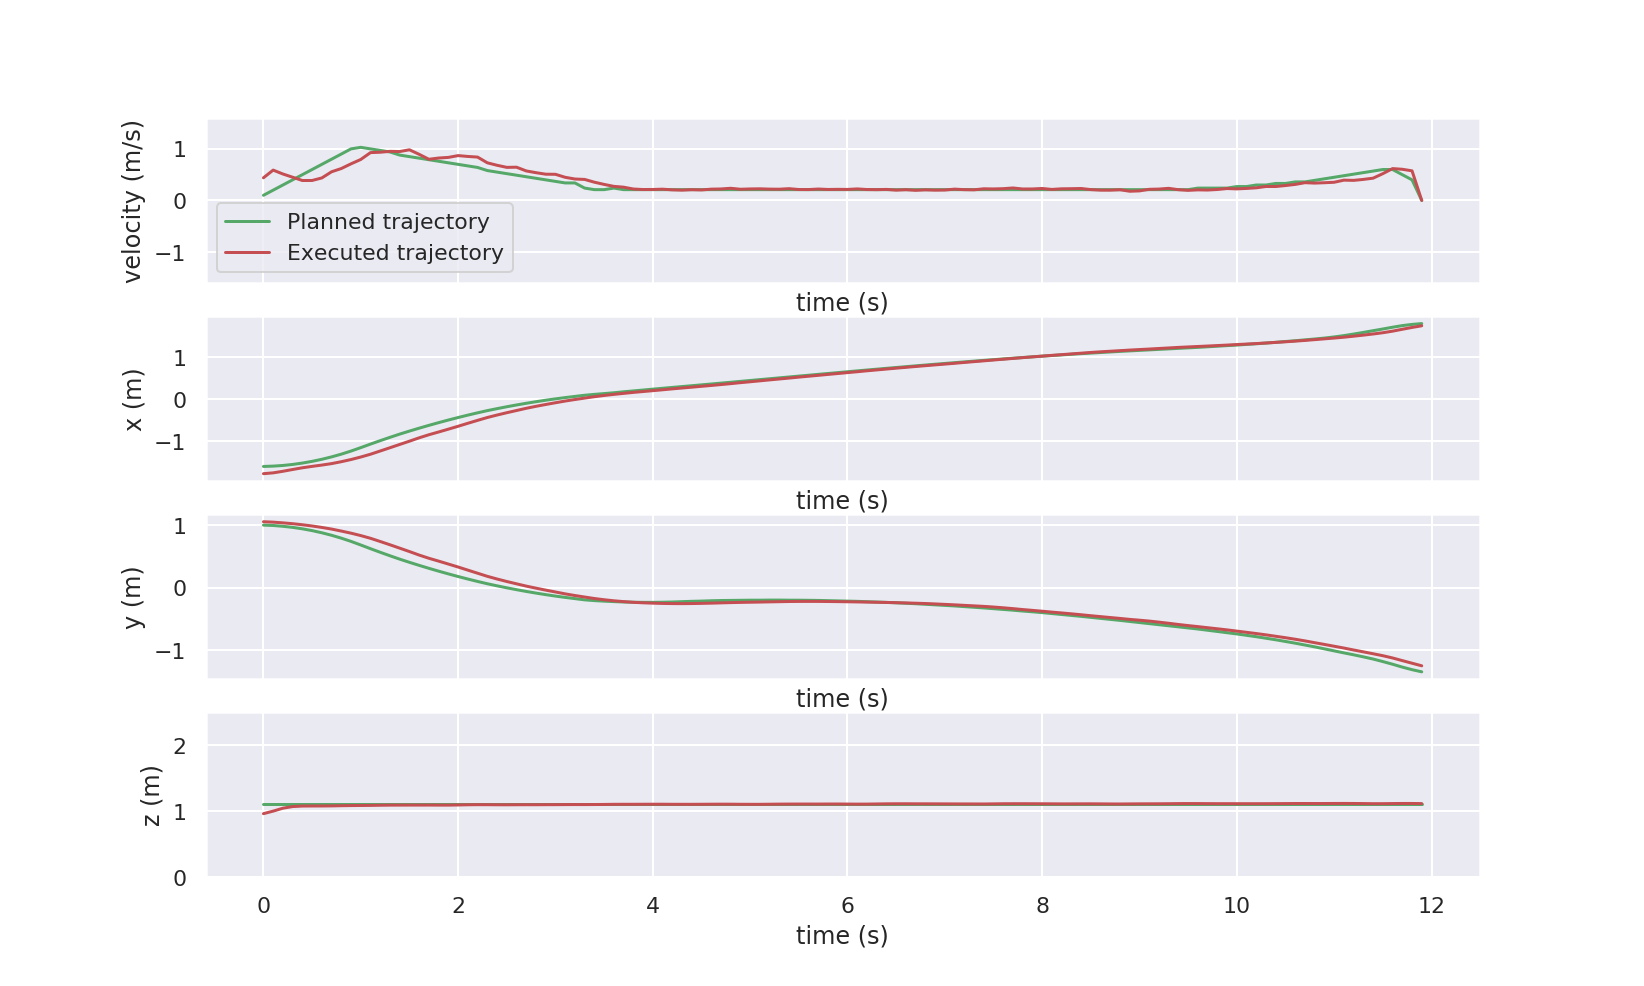 velocity (m/s)
1
0
−1
Planned trajectory
Executed trajectory
time (s)
x (m)
1
0
−1
time (s)
y (m)
1
0
−1
time (s)
z (m)
2
1
0
0 2 4 6 8 10 12
time (s)